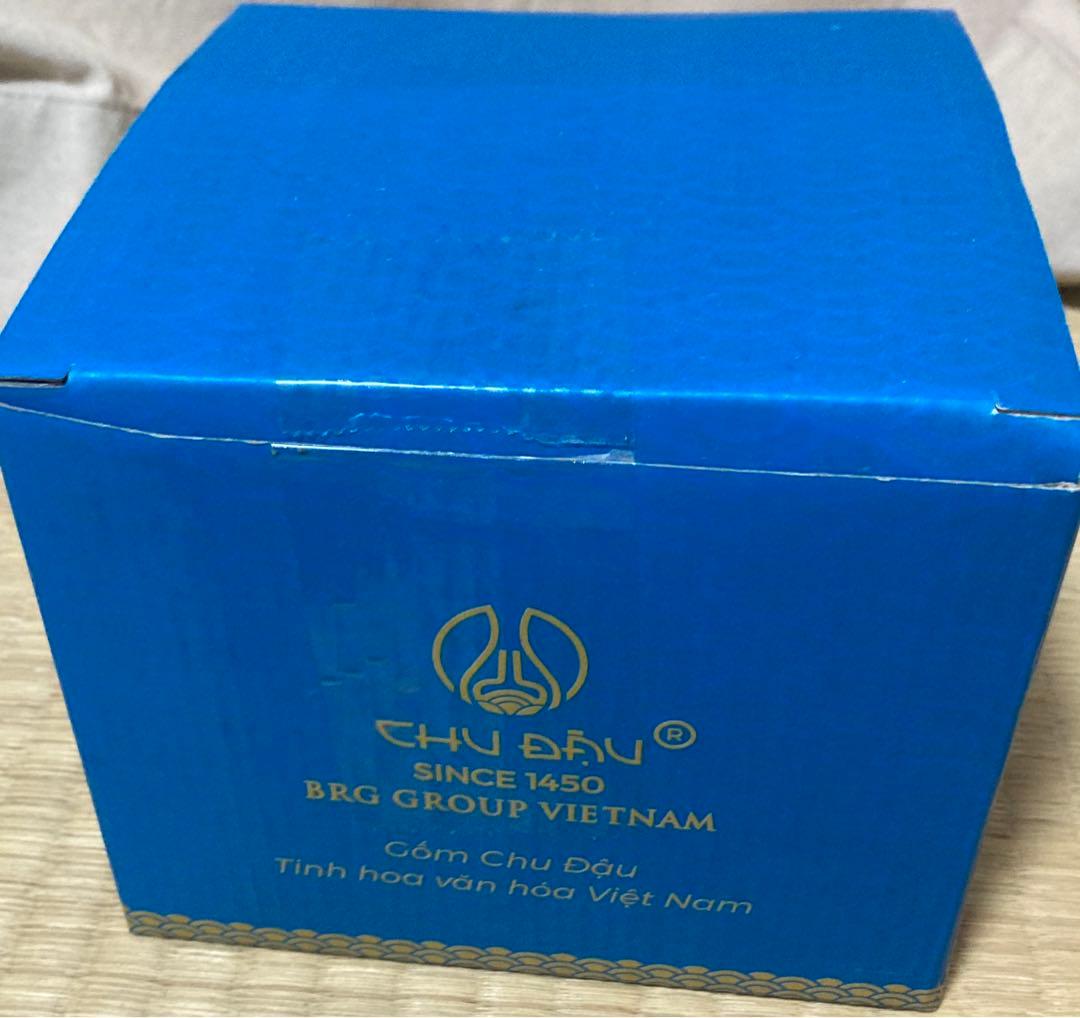 CHU ĐẬU ®
SINCE 1450
BRG GROUP VIETNAM
Gốm Chu Đậu
Tinh hoa văn hóa Việt Nam